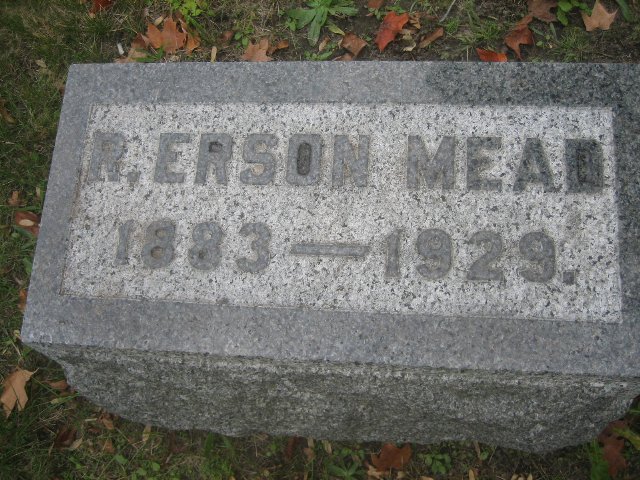 R. ERSON MEAD
1883 — 1929.